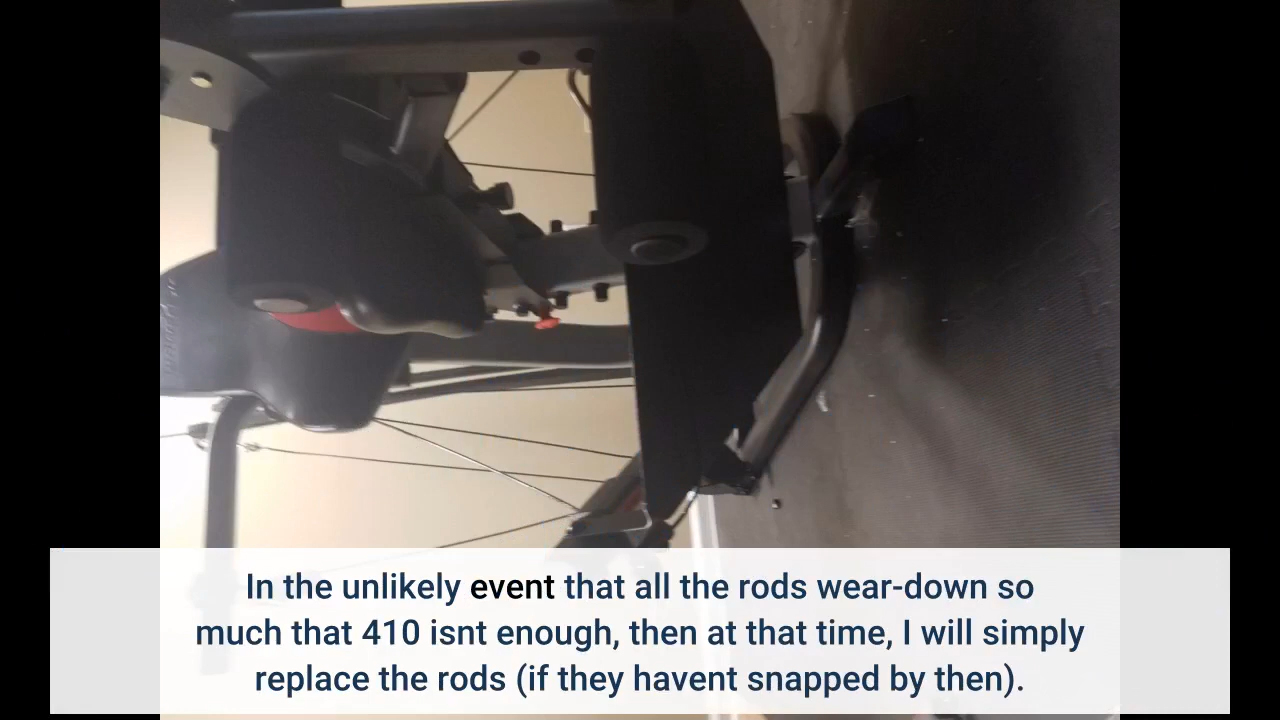 In the unlikely event that all the rods wear-down so
much that 410 isnt enough, then at that time, I will simply
replace the rods (if they havent snapped by then).